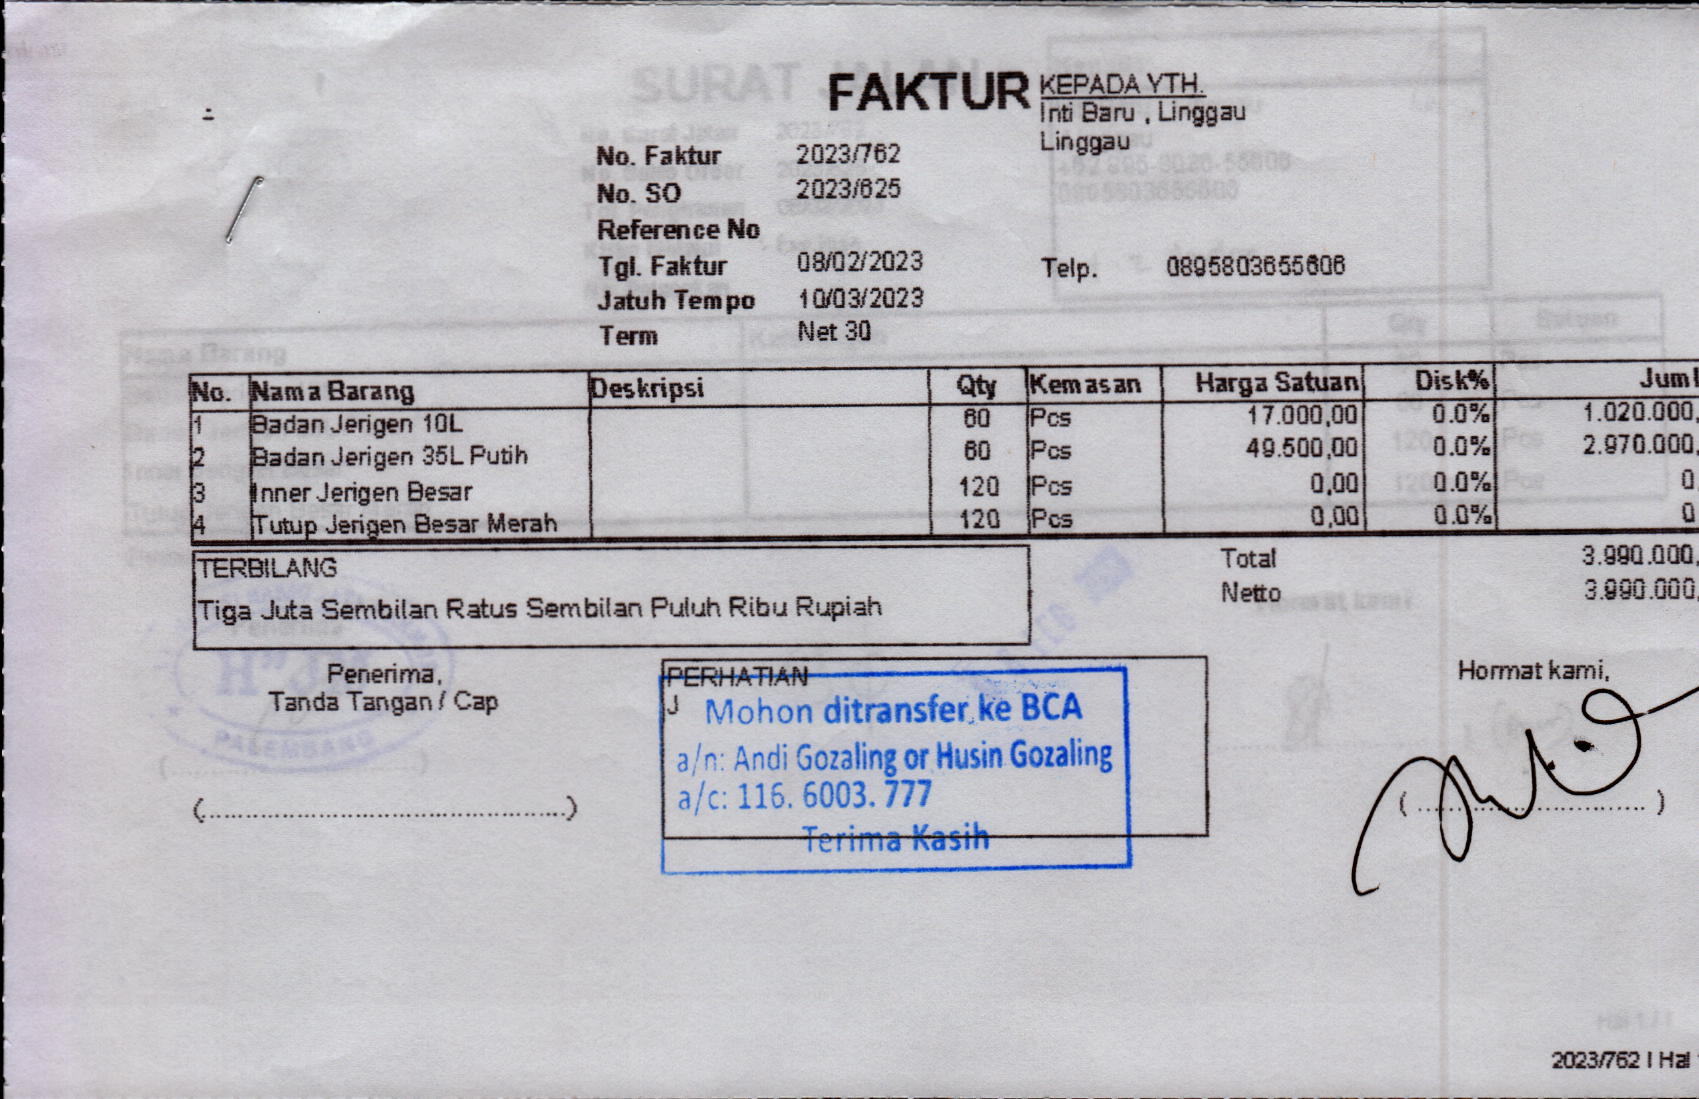 FAKTUR
KEPADA YTH.
Inti Baru , Linggau
Linggau
No. Faktur 2023/762
No. SO 2023/625
Reference No
Tgl. Faktur 08/02/2023
Telp. 0895803655606
Jatuh Tempo 10/03/2023
Term Net 30
No. Nama Barang Deskripsi Qty Kemasan Harga Satuan Disk% Juml
1 Badan Jerigen 10L 60 Pcs 17.000,00 0.0% 1.020.000,
2 Badan Jerigen 35L Putih 60 Pcs 49.500,00 0.0% 2.970.000,
3 Inner Jerigen Besar 120 Pcs 0,00 0.0% 0,
4 Tutup Jerigen Besar Merah 120 Pcs 0,00 0.0% 0
Total 3.990.000,
Netto 3.990.000,
TERBILANG
Tiga Juta Sembilan Ratus Sembilan Puluh Ribu Rupiah
Penerima,
Tanda Tangan / Cap
(...........................................)
PERHATIAN
J
Mohon ditransfer ke BCA
a/n: Andi Gozaling or Husin Gozaling
a/c: 116. 6003. 777
Terima Kasih
Hormat kami,
( .............................. )
2023/762 I Hal